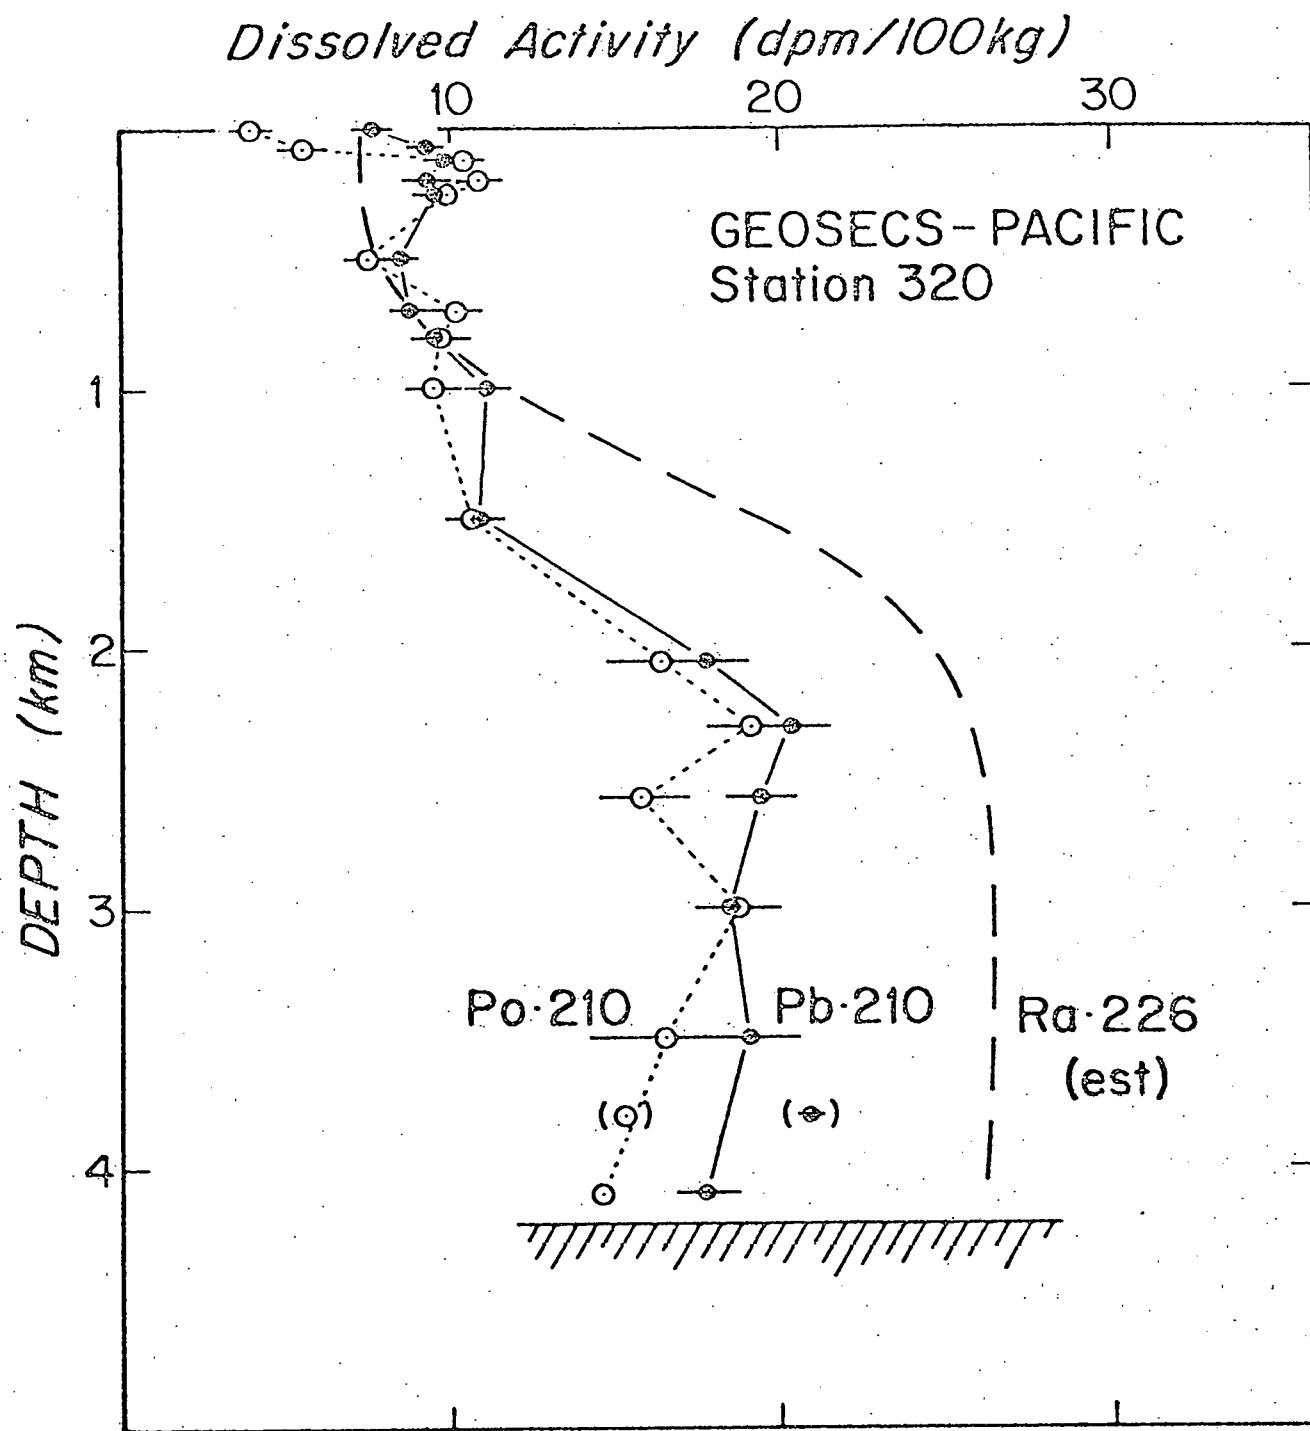 Dissolved Activity (dpm/100kg)
10 20 30
GEOSECS-PACIFIC
Station 320
1
2
DEPTH (km)
3
Po·210 Pb·210 Ra·226
(est)
4